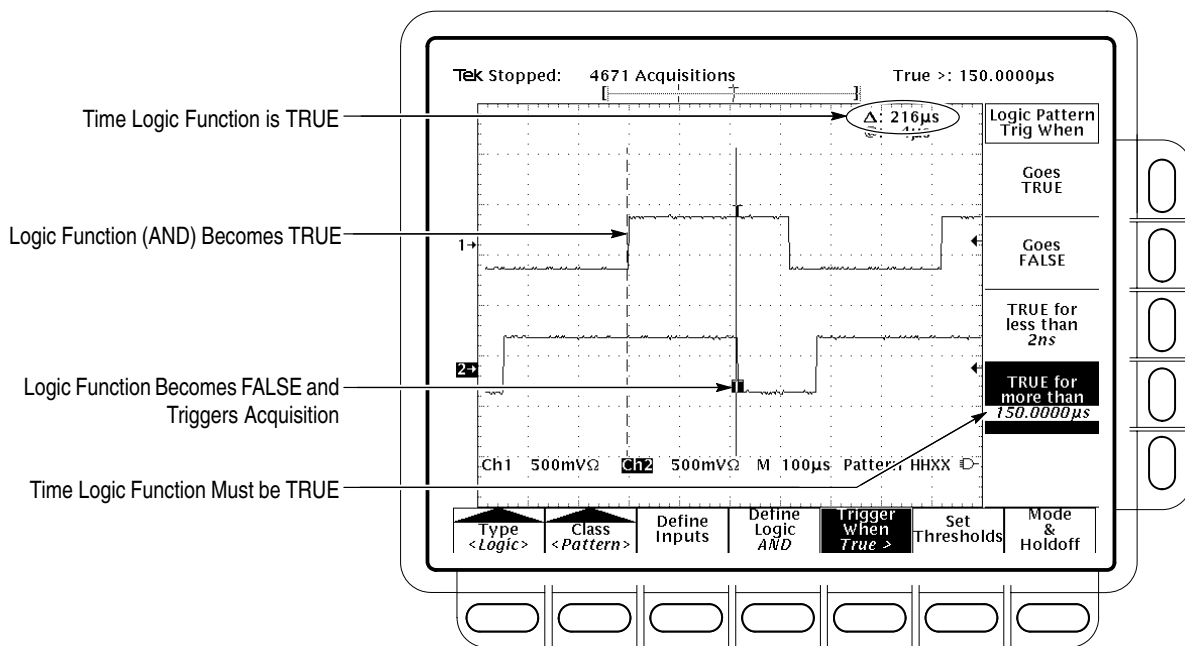 Tek Stopped: 4671 Acquisitions True >: 150.0000µs
Time Logic Function is TRUE
Δ: 216µs
Logic Pattern
Trig When
Goes
TRUE
Logic Function (AND) Becomes TRUE
1
Goes
FALSE
TRUE for
less than
2ns
2
Logic Function Becomes FALSE and
Triggers Acquisition
T
TRUE for
more than
150.0000µs
Ch1 500mVΩ Ch2 500mVΩ M 100µs Pattern HHXX
Time Logic Function Must be TRUE
Type
<Logic>
Class
<Pattern>
Define
Inputs
Define
Logic
AND
Trigger
When
True >
Set
Thresholds
Mode
&
Holdoff